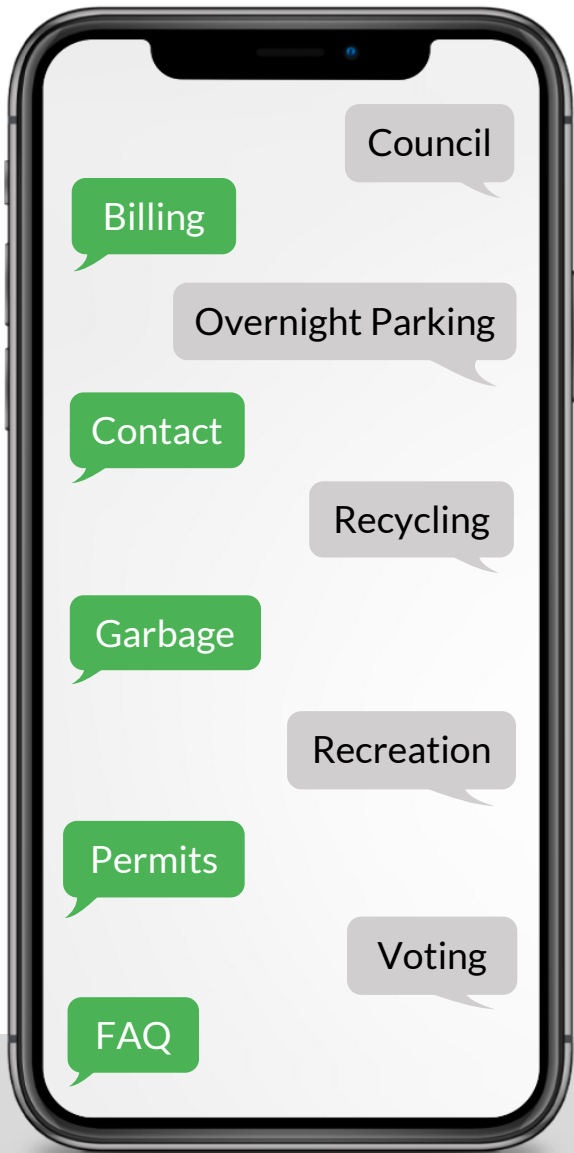 Council
Billing
Overnight Parking
Contact
Recycling
Garbage
Recreation
Permits
Voting
FAQ